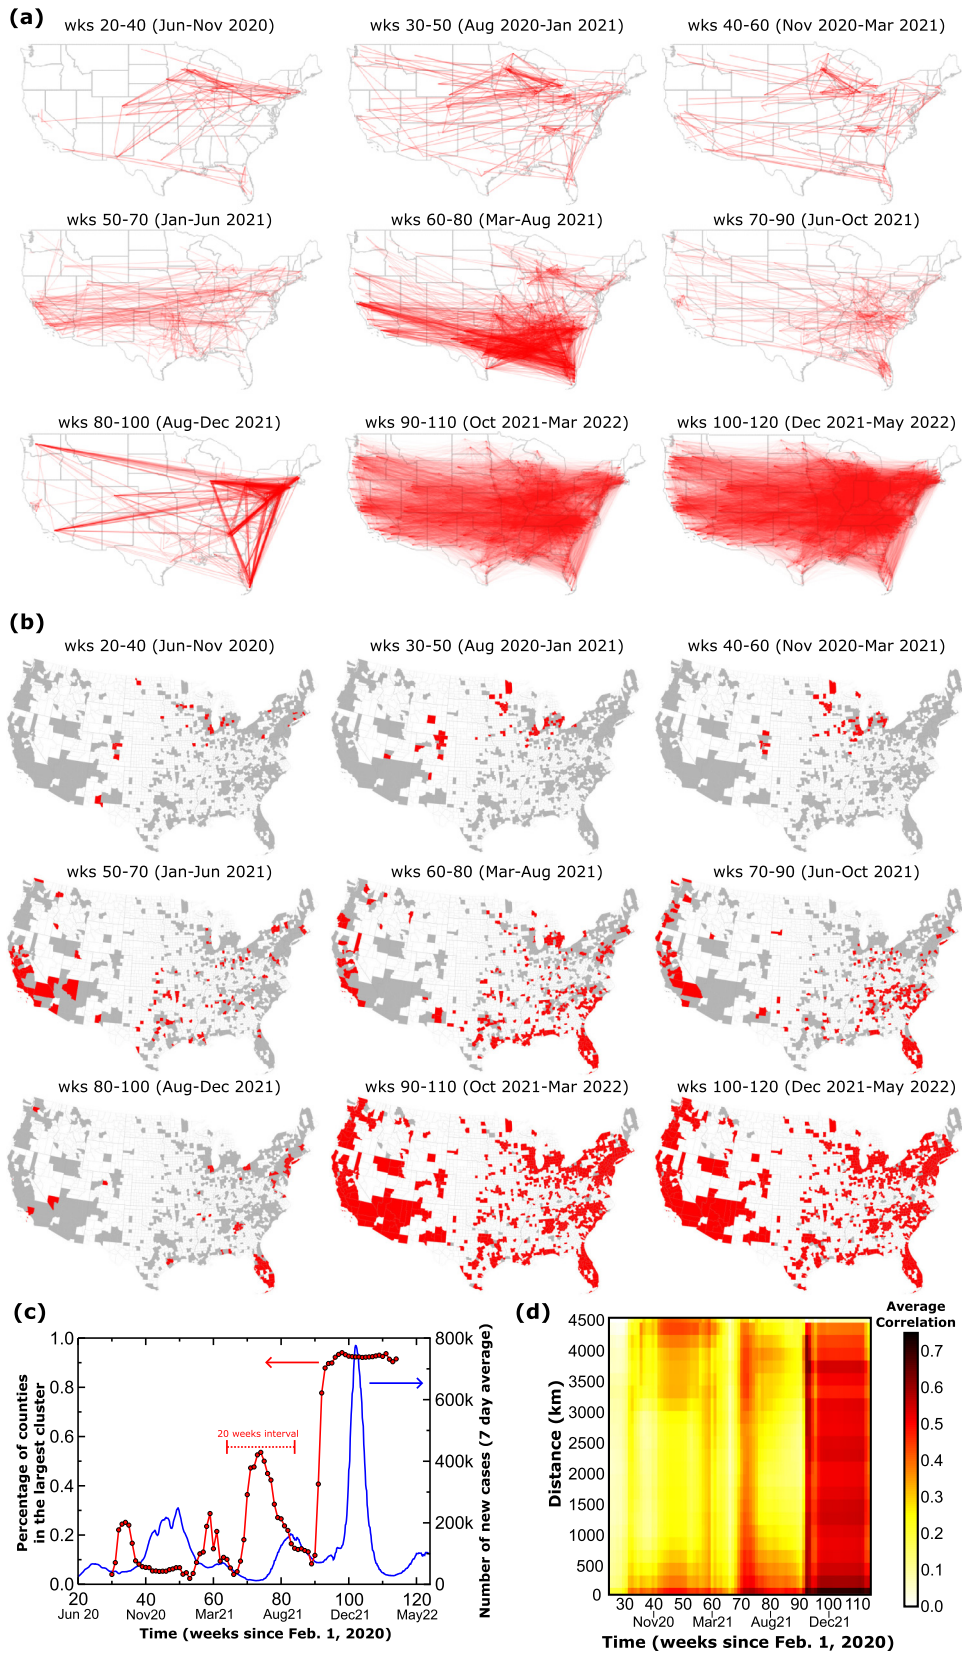 (a)
wks 20-40 (Jun-Nov 2020)
wks 30-50 (Aug 2020-Jan 2021)
wks 40-60 (Nov 2020-Mar 2021)
wks 50-70 (Jan-Jun 2021)
wks 60-80 (Mar-Aug 2021)
wks 70-90 (Jun-Oct 2021)
wks 80-100 (Aug-Dec 2021)
wks 90-110 (Oct 2021-Mar 2022)
wks 100-120 (Dec 2021-May 2022)
(b)
wks 20-40 (Jun-Nov 2020)
wks 30-50 (Aug 2020-Jan 2021)
wks 40-60 (Nov 2020-Mar 2021)
wks 50-70 (Jan-Jun 2021)
wks 60-80 (Mar-Aug 2021)
wks 70-90 (Jun-Oct 2021)
wks 80-100 (Aug-Dec 2021)
wks 90-110 (Oct 2021-Mar 2022)
wks 100-120 (Dec 2021-May 2022)
(c)
Percentage of counties
in the largest cluster
1.0
0.8
0.6
0.4
0.2
0.0
20 weeks interval
800k
600k
400k
200k
0
Number of new cases (7 day average)
20 40 60 80 100 120
Jun 20 Nov20 Mar21 Aug21 Dec21 May22
Time (weeks since Feb. 1, 2020)
(d)
Distance (km)
4500
4000
3500
3000
2500
2000
1500
1000
500
0
30 50 60 70 80 90 100 110
Nov20 Mar21 Aug21 Dec21
Time (weeks since Feb. 1, 2020)
Average
Correlation
0.7
0.6
0.5
0.4
0.3
0.2
0.1
0.0